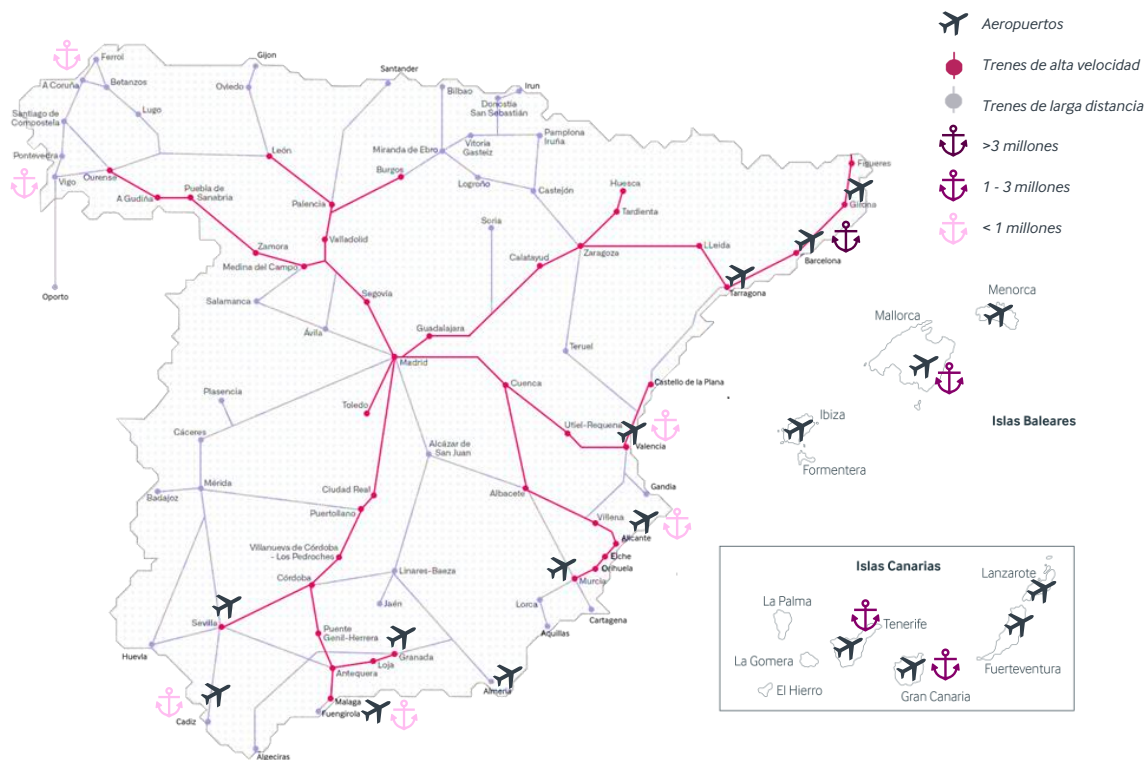 Aeropuertos
Trenes de alta velocidad
Trenes de larga distancia
>3 millones
1 - 3 millones
< 1 millones
Ferrol
Gijon
A Coruña
Betanzos
Oviedo
Santander
Bilbao
Irun
Donostia
San Sebastián
Lugo
Santiago de
Compostela
Pontevedra
Vigo
Ourense
León
Miranda de Ebro
Vitoria
Gasteiz
Pamplona
Iruña
Burgos
Logroño
Castejón
A Gudiña
Puebla de
Sanabria
Palencia
Huesca
Tardienta
Figueres
Girona
Soria
Valladolid
Zamora
Medina del Campo
Calatayud
Zaragoza
LLeida
Barcelona
Tarragona
Oporto
Salamanca
Segovia
Ávila
Guadalajara
Madrid
Teruel
Menorca
Mallorca
Cuenca
Castello de la Plana
Plasencia
Toledo
Utiel-Requena
Valencia
Ibiza
Formentera
Islas Baleares
Cáceres
Alcázar de
San Juan
Mérida
Badajoz
Ciudad Real
Puertollano
Albacete
Gandía
Villena
Alicante
Elche
Orihuela
Murcia
Villanueva de Córdoba
- Los Pedroches
Córdoba
Linares-Baeza
Jaén
Lorca
Aquillas
Cartagena
Sevilla
Huevla
Puente
Genil-Herrera
Antequera
Loja
Granada
Almería
Cadiz
Malaga
Fuengirola
Algeciras
Islas Canarias
Lanzarote
La Palma
Tenerife
La Gomera
El Hierro
Gran Canaria
Fuerteventura